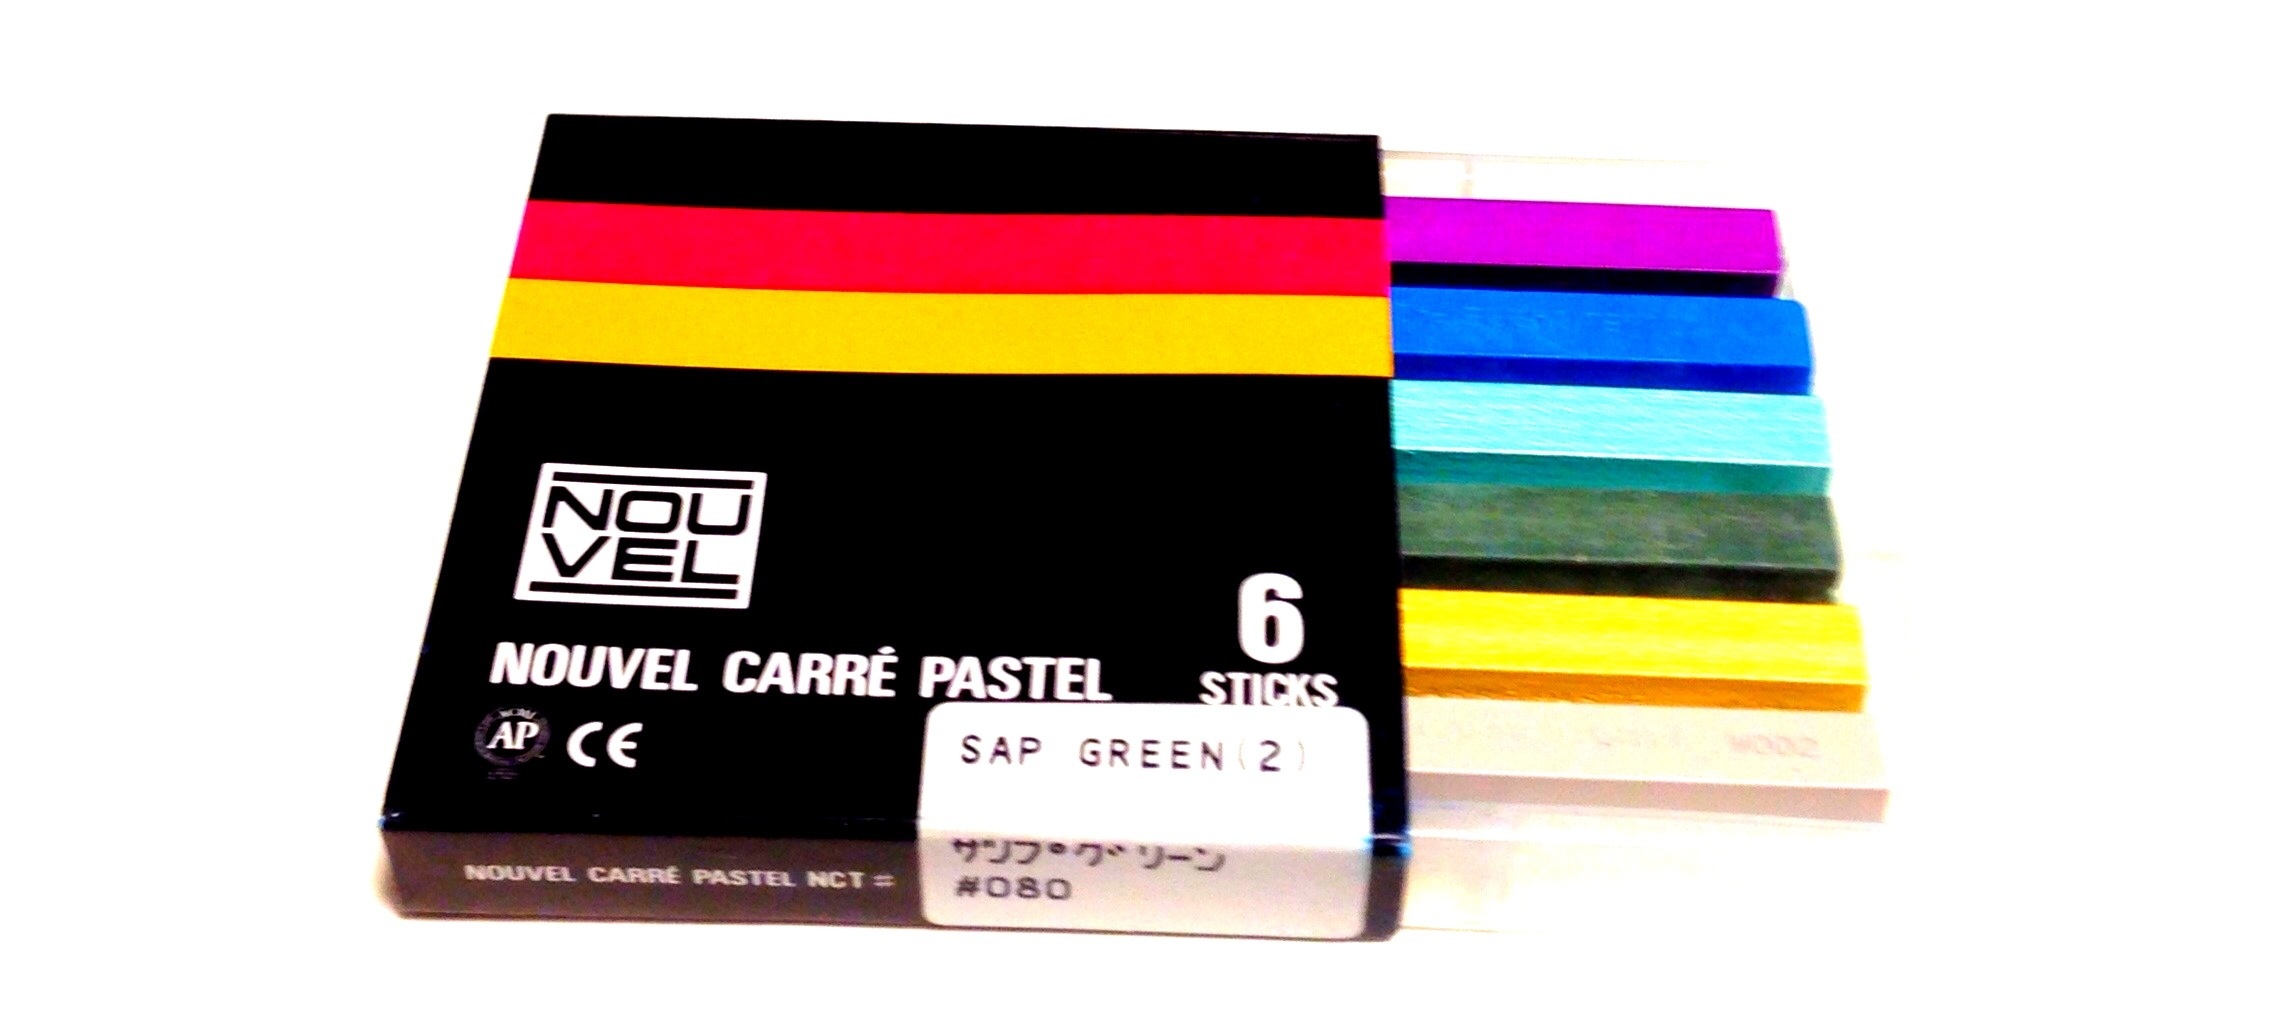 NOU
VEL
6
STICKS
NOUVEL CARRÉ PASTEL
AP CE
SAP GREEN(2)
サップグリーン
#080
NOUVEL CARRÉ PASTEL NCT #
#002